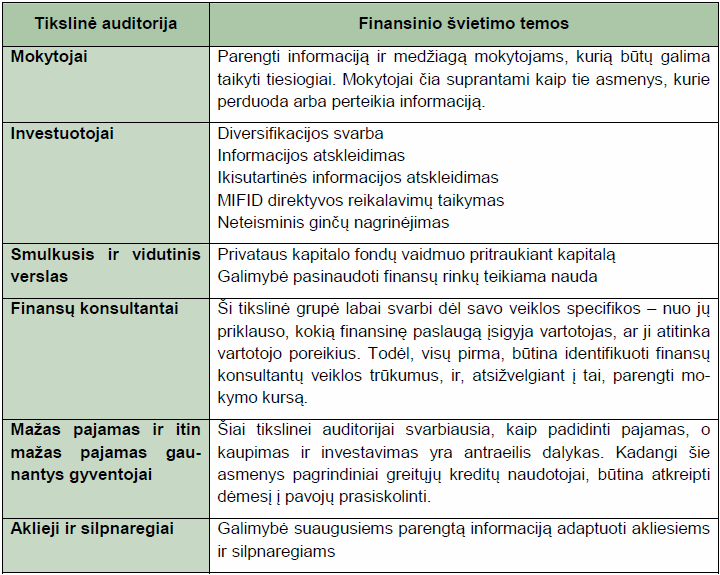 Tikslinė auditorija
Finansinio švietimo temos
Mokytojai
Parengti informaciją ir medžiagą mokytojams, kurią būtų galima
taikyti tiesiogiai. Mokytojai čia suprantami kaip tie asmenys, kurie
perduoda arba perteikia informaciją.
Investuotojai
Diversifikacijos svarba
Informacijos atskleidimas
Ikisutartinės informacijos atskleidimas
MIFID direktyvos reikalavimų taikymas
Neteisminis ginčų nagrinėjimas
Smulkusis ir vidutinis
verslas
Privataus kapitalo fondų vaidmuo pritraukiant kapitalą
Galimybė pasinaudoti finansų rinkų teikiama nauda
Finansų konsultantai
Ši tikslinė grupė labai svarbi dėl savo veiklos specifikos – nuo jų
priklauso, kokią finansinę paslaugą įsigyja vartotojas, ar ji atitinka
vartotojo poreikius. Todėl, visų pirma, būtina identifikuoti finansų
konsultantų veiklos trūkumus, ir, atsižvelgiant į tai, parengti mo-
kymo kursą.
Mažas pajamas ir itin
mažas pajamas gau-
nantys gyventojai
Šiai tikslinei auditorijai svarbiausia, kaip padidinti pajamas, o
kaupimas ir investavimas yra antraeilis dalykas. Kadangi šie
asmenys pagrindiniai greitųjų kreditų naudotojai, būtina atkreipti
dėmesį į pavojų prasiskolinti.
Aklieji ir silpnaregiai
Galimybė suaugusiems parengtą informaciją adaptuoti akliesiems
ir silpnaregiams